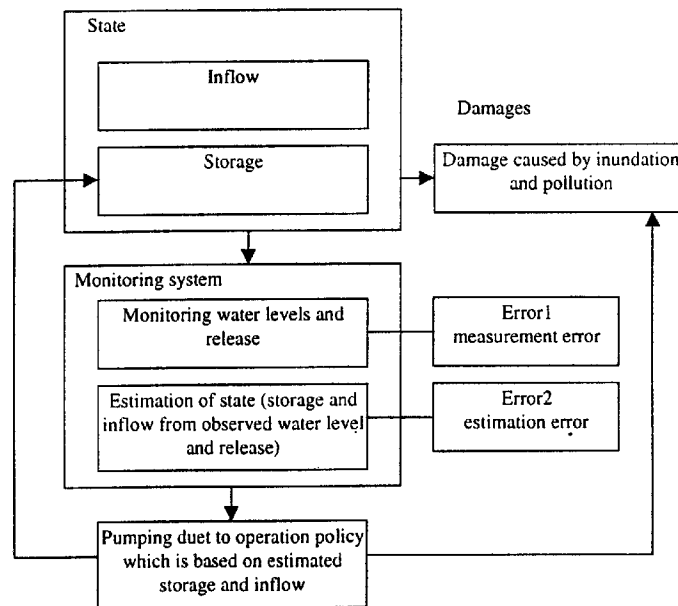 State
Inflow
Storage
Damages
Damage caused by inundation
and pollution
Monitoring system
Monitoring water levels and
release
Error1
measurement error
Estimation of state (storage and
inflow from observed water level
and release)
Error2
estimation error
Pumping duet to operation policy
which is based on estimated
storage and inflow